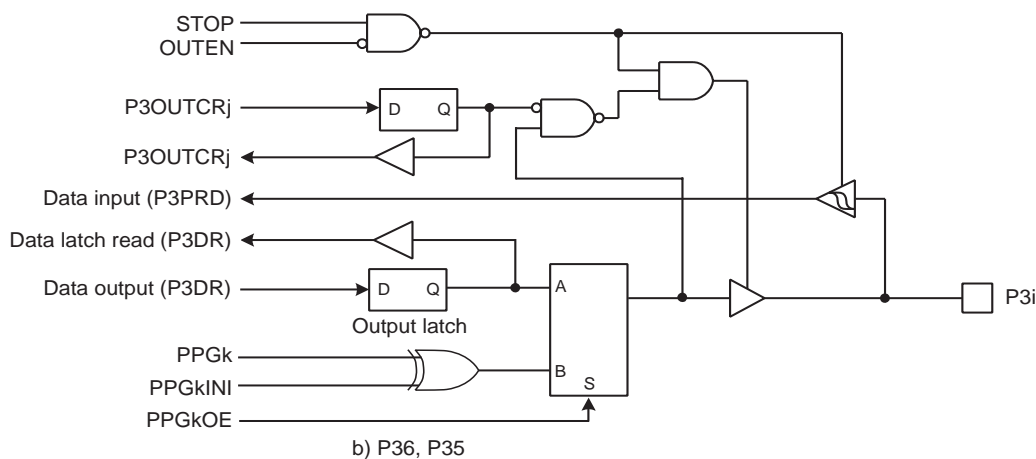 STOP
OUTEN
P3OUTCRj
D Q
P3OUTCRj
Data input (P3PRD)
Data latch read (P3DR)
Data output (P3DR)
D Q
Output latch
A
B
S
P3i
PPGk
PPGkINI
PPGkOE
b) P36, P35